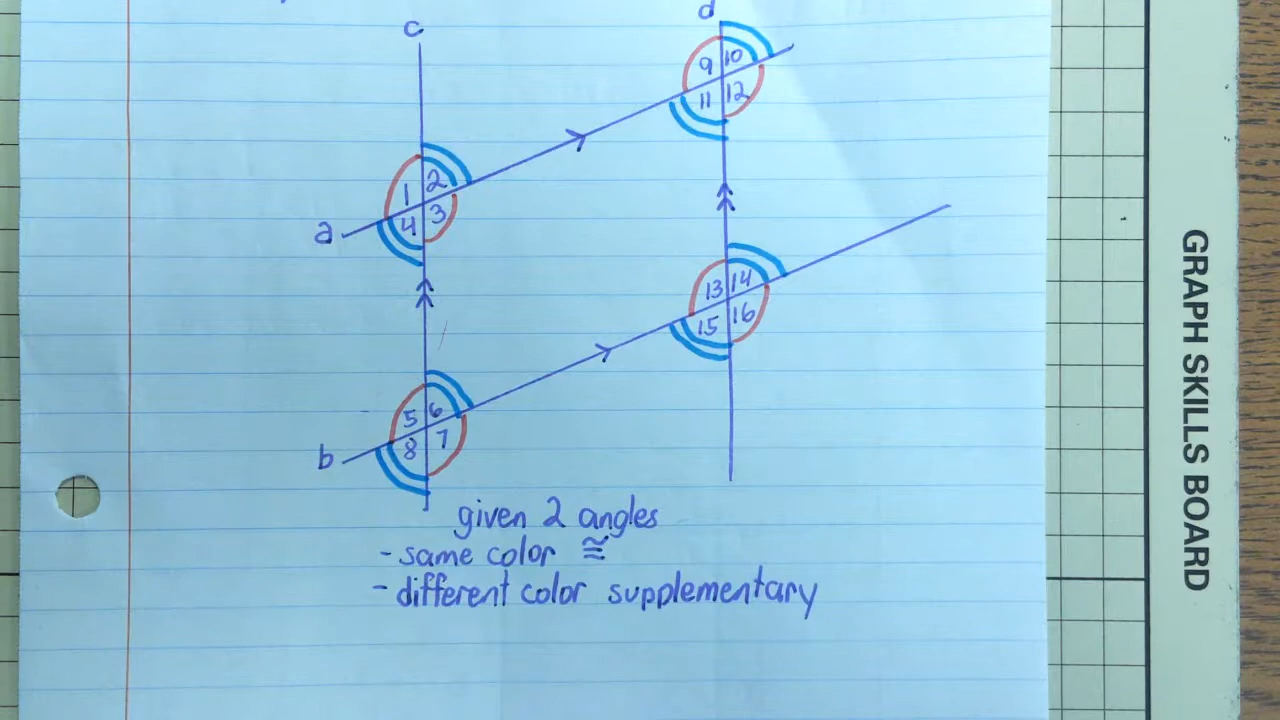 c
d
9 10
11 12
1 2
4 3
a
13 14
15 16
5 6
8 7
b
given 2 angles
- same color ≅
- different color supplementary
GRAPH SKILLS BOARD